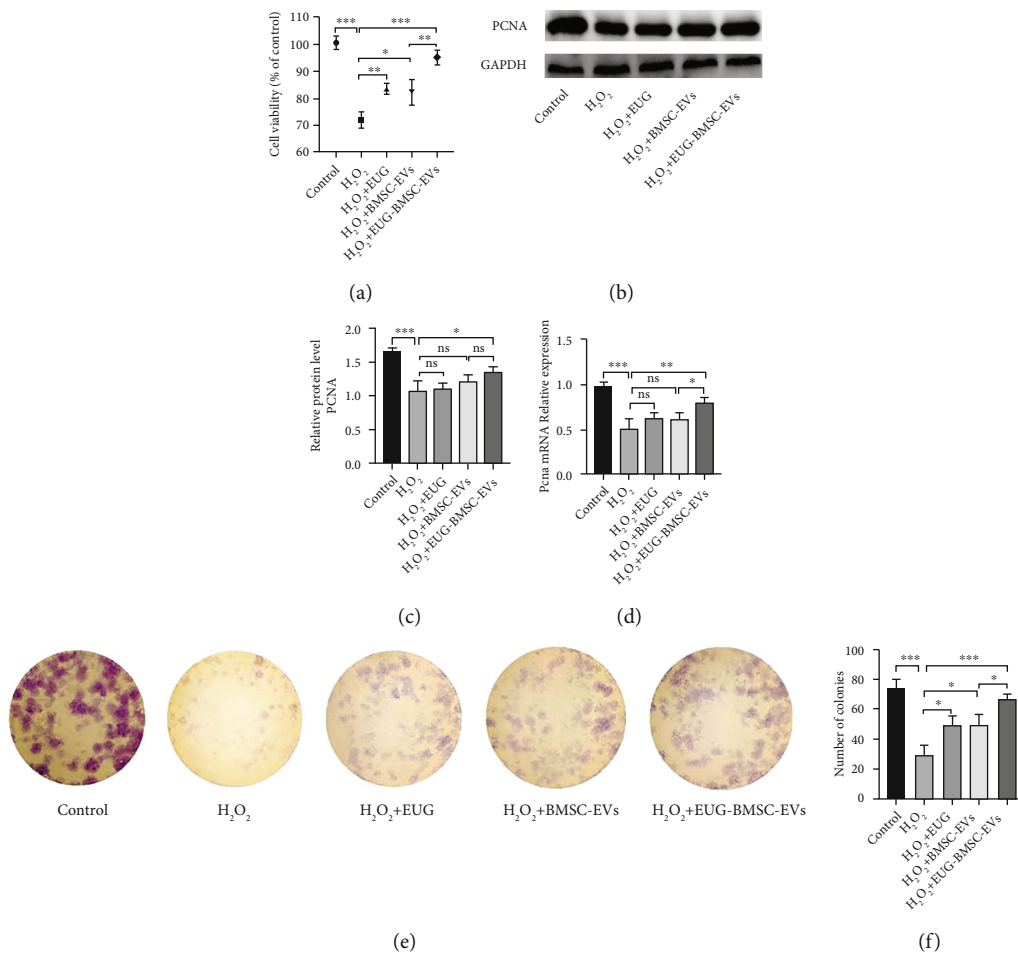 Cell viability (% of control)
110
100
90
80
70
60
***
***
**
*
**
Control
H₂O₂
H₂O₂+EUG
H₂O₂+BMSC-EVs
H₂O₂+EUG-BMSC-EVs
(a)
PCNA
GAPDH
Control
H₂O₂
H₂O₂+EUG
H₂O₂+BMSC-EVs
H₂O₂+EUG-BMSC-EVs
(b)
Relative protein level
PCNA
2.0
1.5
1.0
0.5
0.0
***
*
ns
ns
ns
Control
H₂O₂
H₂O₂+EUG
H₂O₂+BMSC-EVs
H₂O₂+EUG-BMSC-EVs
(c)
Pcna mRNA Relative expression
1.5
1.0
0.5
0.0
***
**
ns
*
ns
Control
H₂O₂
H₂O₂+EUG
H₂O₂+BMSC-EVs
H₂O₂+EUG-BMSC-EVs
(d)
Control
H₂O₂
H₂O₂+EUG
H₂O₂+BMSC-EVs
H₂O₂+EUG-BMSC-EVs
(e)
Number of colonies
100
80
60
40
20
0
***
***
*
*
*
Control
H₂O₂
H₂O₂+EUG
H₂O₂+BMSC-EVs
H₂O₂+EUG-BMSC-EVs
(f)